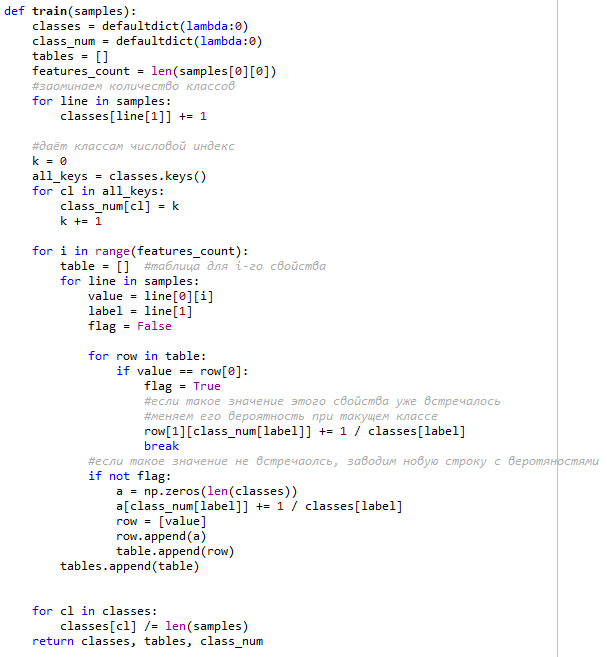 def train(samples):
    classes = defaultdict(lambda:0)
    class_num = defaultdict(lambda:0)
    tables = []
    features_count = len(samples[0][0])
    #заоминаем количество классов
    for line in samples:
        classes[line[1]] += 1

    #даёт классам числовой индекс
    k = 0
    all_keys = classes.keys()
    for cl in all_keys:
        class_num[cl] = k
        k += 1

    for i in range(features_count):
        table = []  #таблица для i-го свойства
        for line in samples:
            value = line[0][i]
            label = line[1]
            flag = False

            for row in table:
                if value == row[0]:
                    flag = True
                    #если такое значение этого свойства уже встречалось
                    #меняем его вероятность при такущем классе
                    row[1][class_num[label]] += 1 / classes[label]
                    break
            #если такое значение не встречаолсь, заводим новую строку с веротяностями
            if not flag:
                a = np.zeros(len(classes))
                a[class_num[label]] += 1 / classes[label]
                row = [value]
                row.append(a)
                table.append(row)
        tables.append(table)


    for cl in classes:
        classes[cl] /= len(samples)
    return classes, tables, class_num